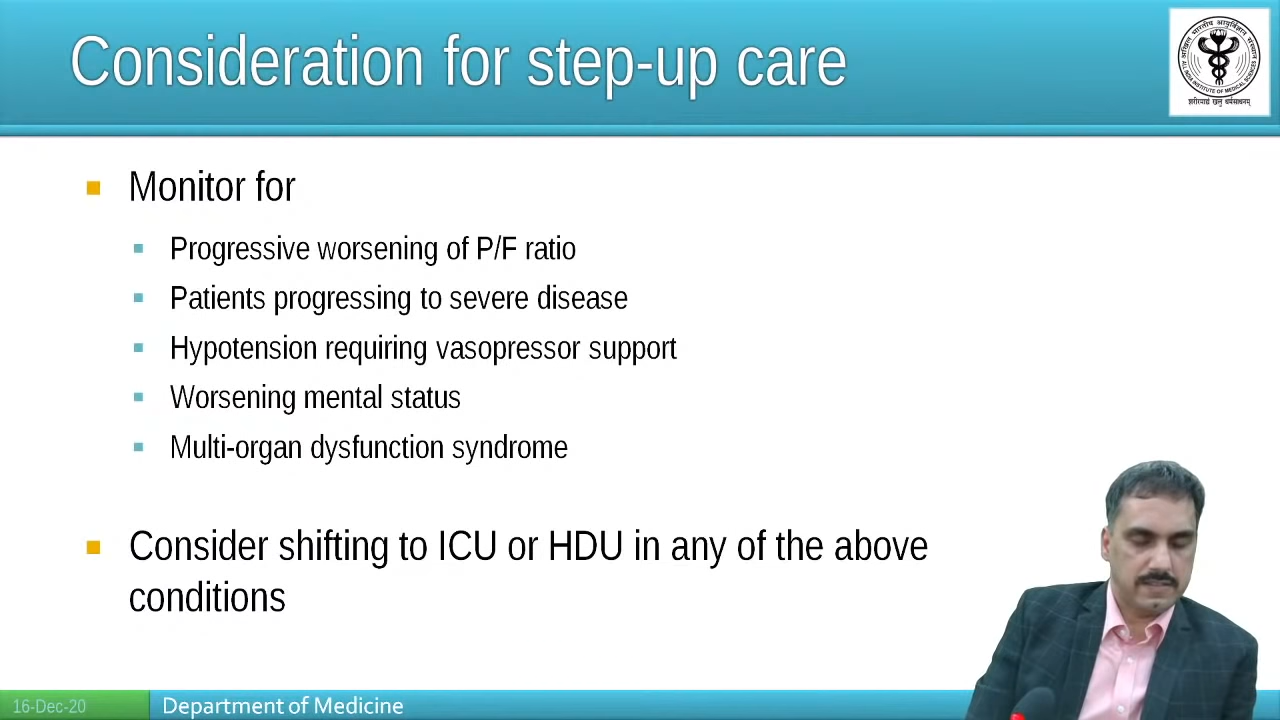 Consideration for step-up care
Monitor for
Progressive worsening of P/F ratio
Patients progressing to severe disease
Hypotension requiring vasopressor support
Worsening mental status
Multi-organ dysfunction syndrome
Consider shifting to ICU or HDU in any of the above
conditions
16-Dec-20
Department of Medicine